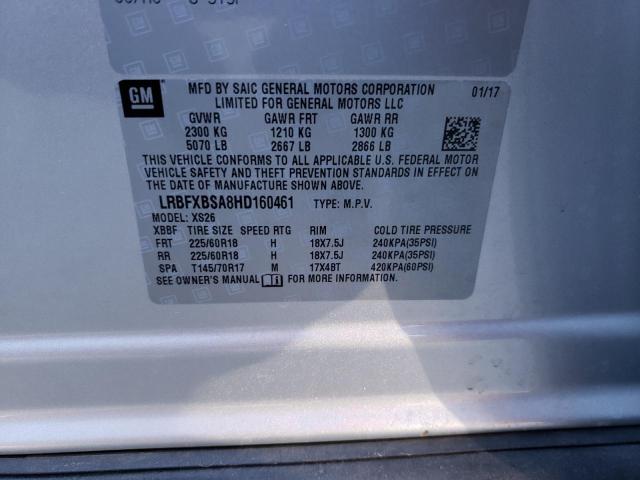 GM
MFD BY SAIC GENERAL MOTORS CORPORATION 01/17
LIMITED FOR GENERAL MOTORS LLC
GVWR GAWR FRT GAWR RR
2300 KG 1210 KG 1300 KG
5070 LB 2667 LB 2866 LB
THIS VEHICLE CONFORMS TO ALL APPLICABLE U.S. FEDERAL MOTOR
VEHICLE SAFETY AND THEFT PREVENTION STANDARDS IN EFFECT ON THE DATE OF
MANUFACTURE SHOWN ABOVE.
LRBFXBSA8HD160461 TYPE: M.P.V.
MODEL: XS26
XBBF TIRE SIZE SPEED RTG RIM
FRT 225/60R18 H 18X7.5J 240KPA(35PSI)
RR 225/60R18 H 18X7.5J 240KPA(35PSI)
SPA T145/70R17 M 17X4BT 420KPA(60PSI)
SEE OWNER'S MANUAL FOR MORE INFORMATION.